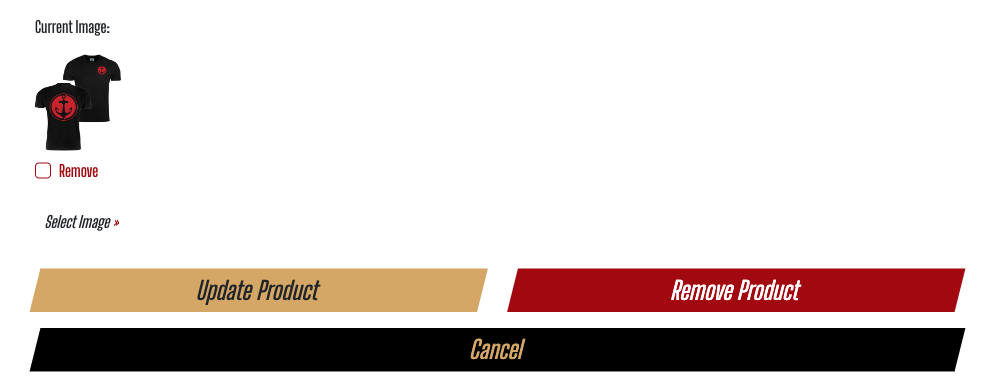 Current Image:
Remove
Select Image »
Update Product
Remove Product
Cancel